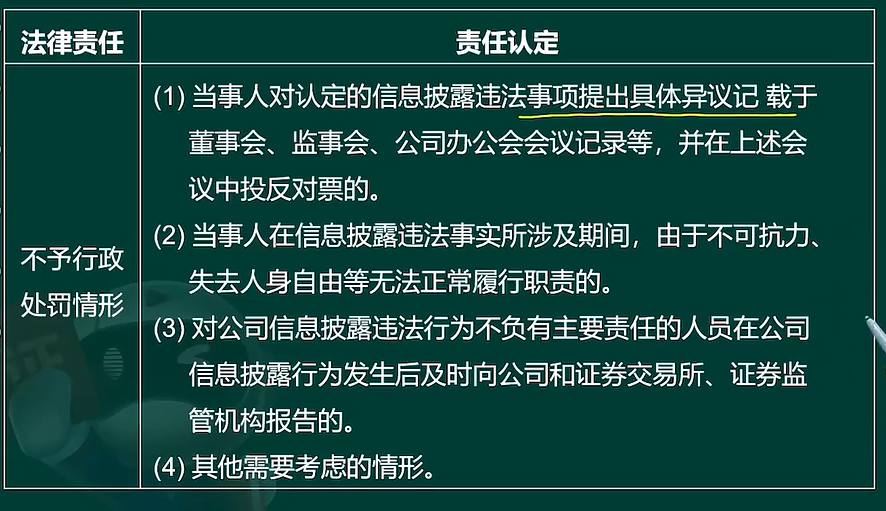 法律责任
责任认定
不予行政
处罚情形
(1) 当事人对认定的信息披露违法事项提出具体异议记 载于
董事会、监事会、公司办公会会议记录等，并在上述会
议中投反对票的。
(2) 当事人在信息披露违法事实所涉及期间，由于不可抗力、
失去人身自由等无法正常履行职责的。
(3) 对公司信息披露违法行为不负有主要责任的人员在公司
信息披露行为发生后及时向公司和证券交易所、证券监
管机构报告的。
(4) 其他需要考虑的情形。
证